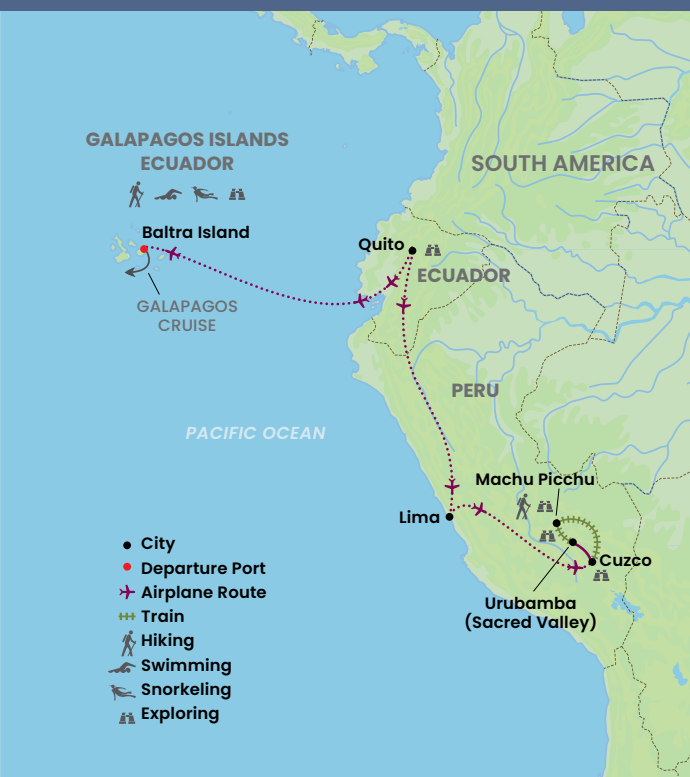 GALAPAGOS ISLANDS
ECUADOR
SOUTH AMERICA
Baltra Island
Quito
ECUADOR
GALAPAGOS
CRUISE
PERU
PACIFIC OCEAN
Machu Picchu
Lima
Cuzco
Urubamba
(Sacred Valley)
City
Departure Port
Airplane Route
Train
Hiking
Swimming
Snorkeling
Exploring